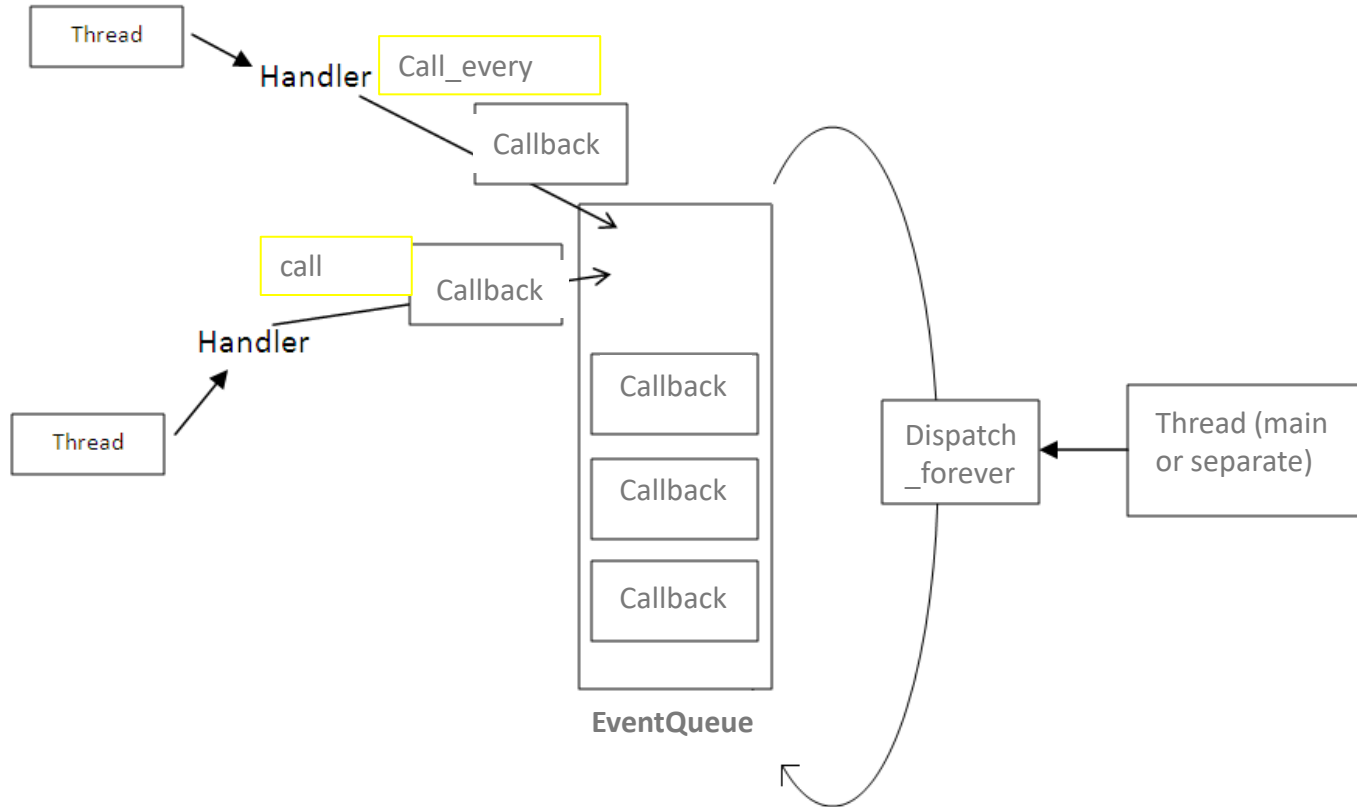 Thread
Handler
Call_every
Callback
call
Callback
Handler
Thread
Callback
Callback
Callback
EventQueue
Dispatch
_forever
Thread (main
or separate)